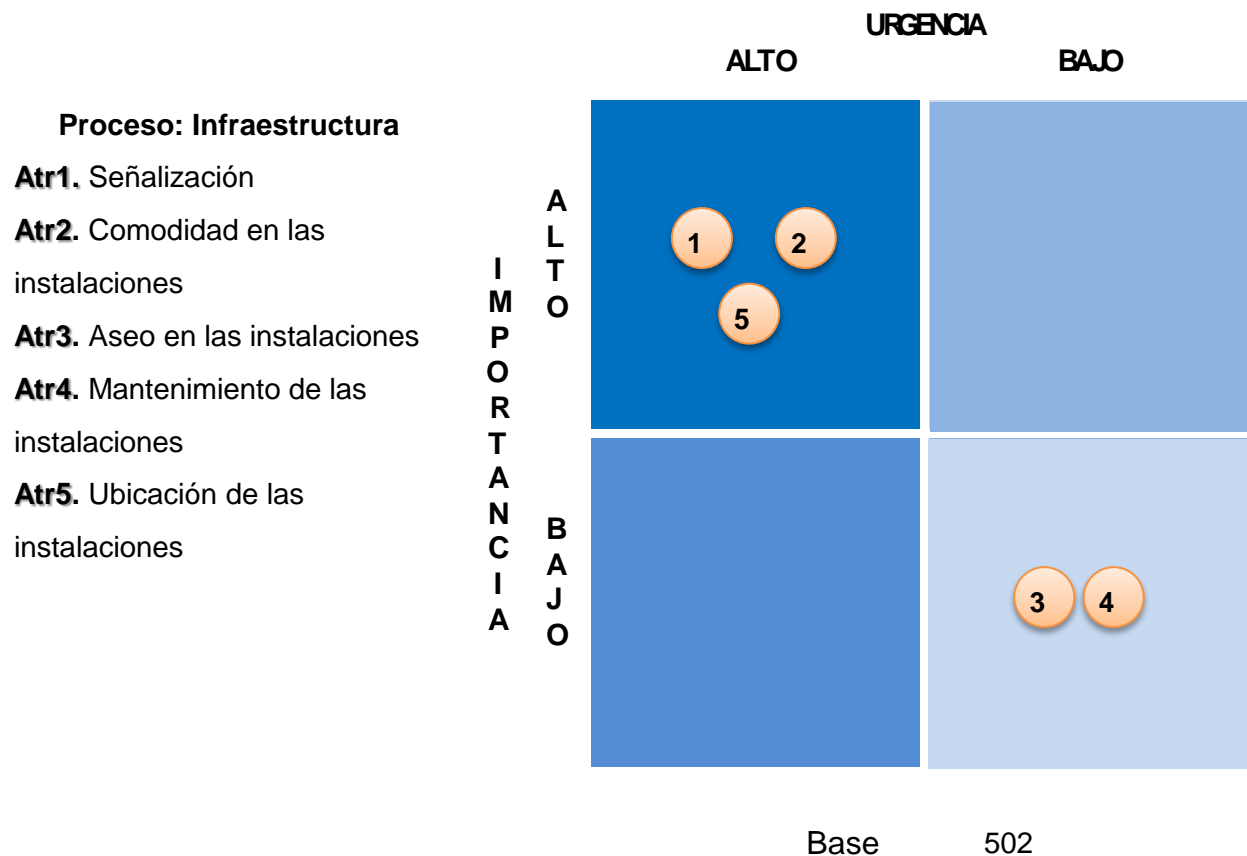 URGENCIA
ALTO BAJO
Proceso: Infraestructura
Atr1. Señalización
Atr2. Comodidad en las
instalaciones
Atr3. Aseo en las instalaciones
Atr4. Mantenimiento de las
instalaciones
Atr5. Ubicación de las
instalaciones
IMPORTANCIA
ALTO
BAJO
1
2
5
3
4
Base 502